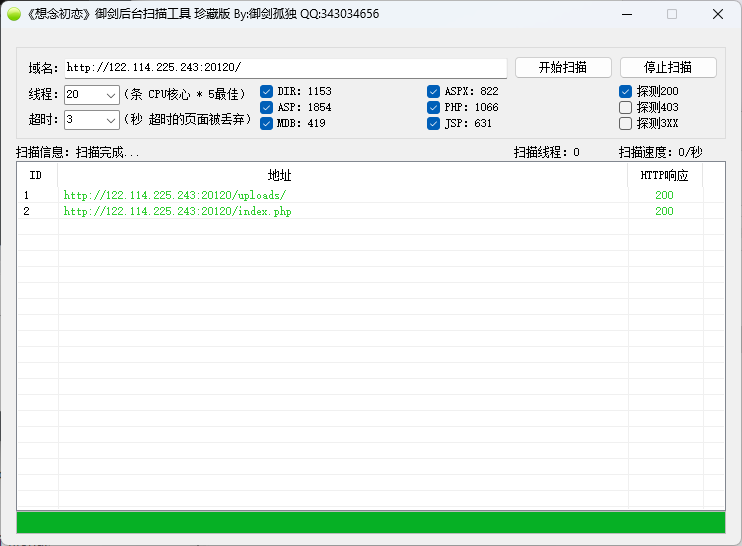 《想念初恋》御剑后台扫描工具 珍藏版 By:御剑孤独 QQ:343034656
域名: http://122.114.225.243:20120/ 开始扫描 停止扫描
线程: 20 (条 CPU核心 * 5最佳) DIR: 1153 ASPX: 822 探测200
ASP: 1854 PHP: 1066 探测403
超时: 3 (秒 超时的页面被丢弃) MDB: 419 JSP: 631 探测3XX
扫描信息: 扫描完成... 扫描线程: 0 扫描速度: 0/秒
ID 地址 HTTP响应
1 http://122.114.225.243:20120/uploads/ 200
2 http://122.114.225.243:20120/index.php 200